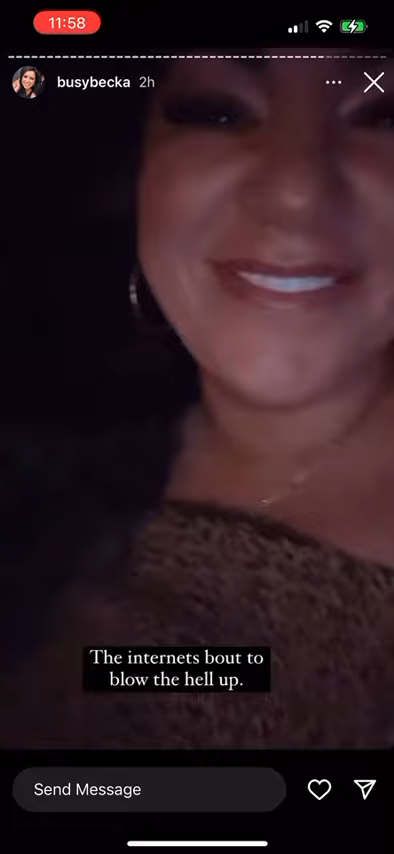 11:58
busybecka 2h
The internets bout to
blow the hell up.
Send Message